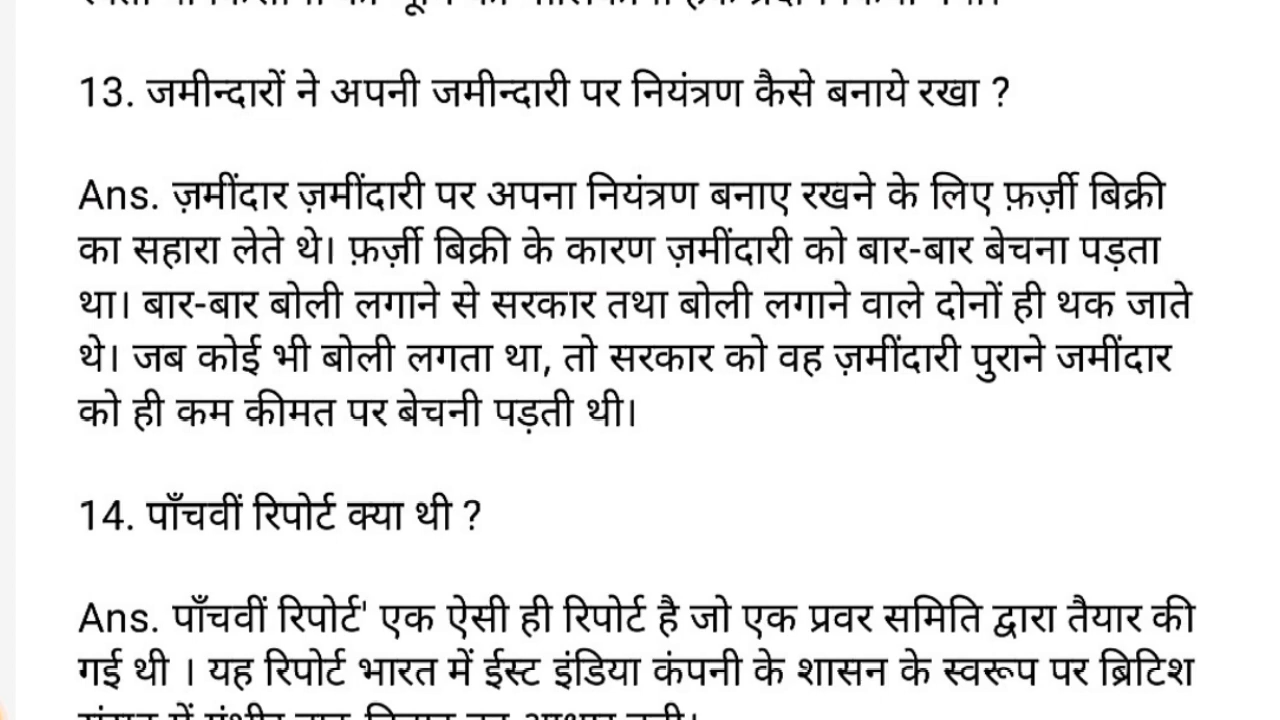 13. जमीन्दारों ने अपनी जमीन्दारी पर नियंत्रण कैसे बनाये रखा ?
Ans. ज़मींदार ज़मींदारी पर अपना नियंत्रण बनाए रखने के लिए फ़र्ज़ी बिक्री
का सहारा लेते थे। फ़र्ज़ी बिक्री के कारण ज़मींदारी को बार-बार बेचना पड़ता
था। बार-बार बोली लगाने से सरकार तथा बोली लगाने वाले दोनों ही थक जाते
थे। जब कोई भी बोली लगता था, तो सरकार को वह ज़मींदारी पुराने जमींदार
को ही कम कीमत पर बेचनी पड़ती थी।
14. पाँचवीं रिपोर्ट क्या थी ?
Ans. पाँचवीं रिपोर्ट' एक ऐसी ही रिपोर्ट है जो एक प्रवर समिति द्वारा तैयार की
गई थी । यह रिपोर्ट भारत में ईस्ट इंडिया कंपनी के शासन के स्वरूप पर ब्रिटिश